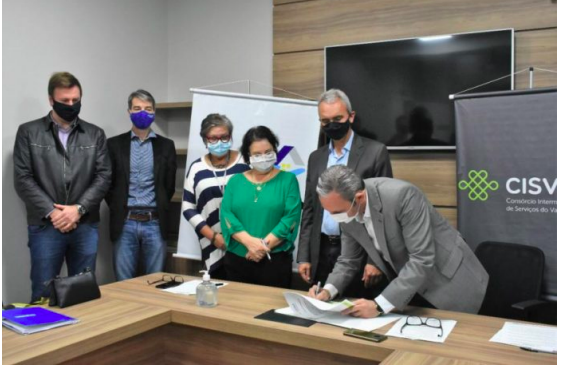 CISV
Consórcio Interm
de Serviços do Va